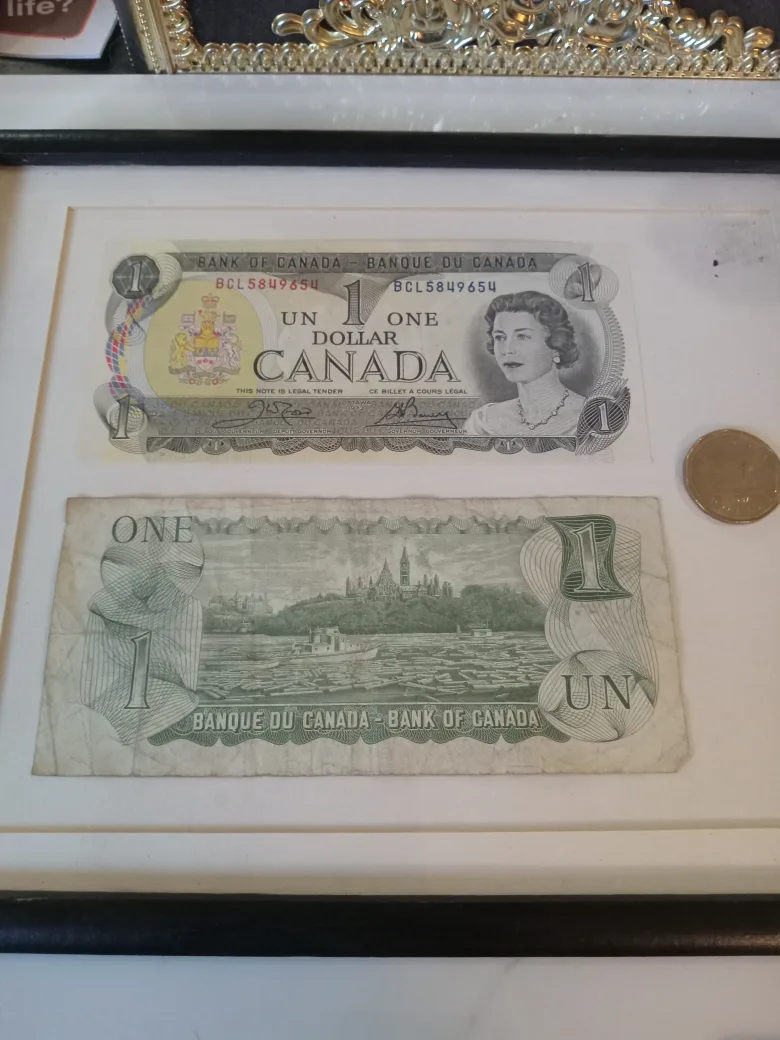 life?
BANK OF CANADA – BANQUE DU CANADA
1 1
BCL5849654 BCL5849654
1
UN ONE
DOLLAR
CANADA
THIS NOTE IS LEGAL TENDER CE BILLET A COURS LÉGAL
1 1
ONE 1
1 UN
BANQUE DU CANADA - BANK OF CANADA